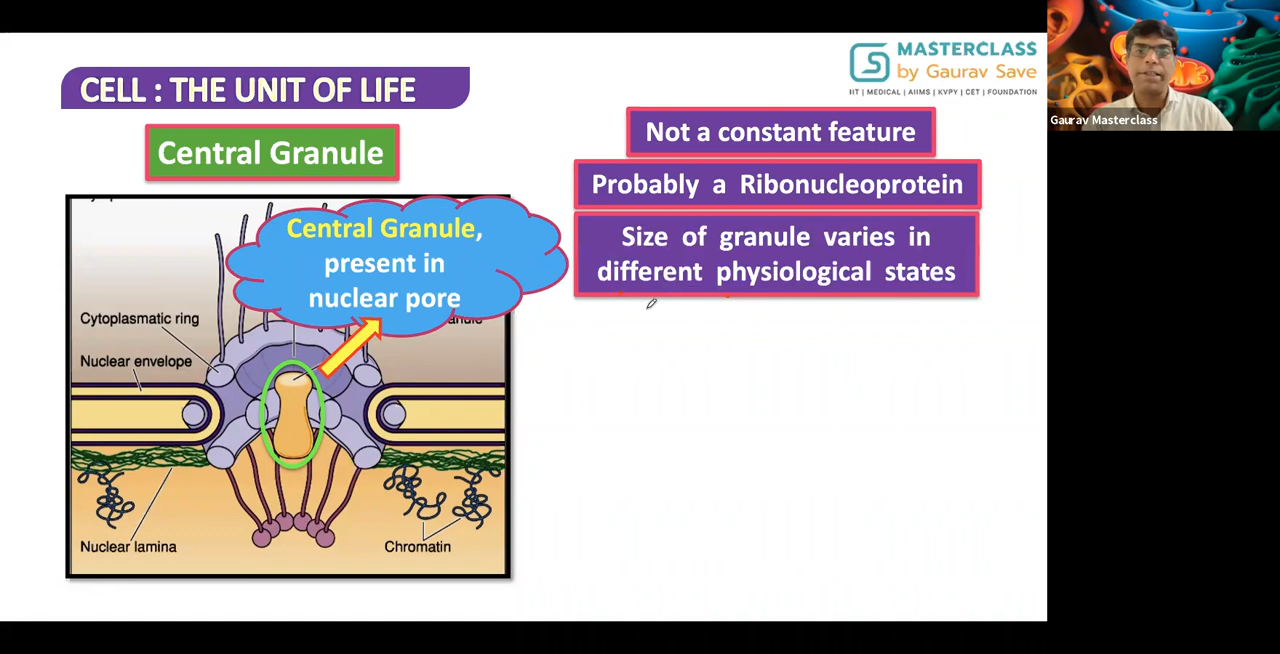 MASTERCLASS
by Gaurav Save
IIT | MEDICAL | AIIMS | KVPY | CET | FOUNDATION
Gaurav Masterclass
CELL : THE UNIT OF LIFE
Central Granule
Not a constant feature
Probably a Ribonucleoprotein
Size of granule varies in
different physiological states
Central Granule,
present in
nuclear pore
Cytoplasmatic ring
Nuclear envelope
Nuclear lamina
Chromatin